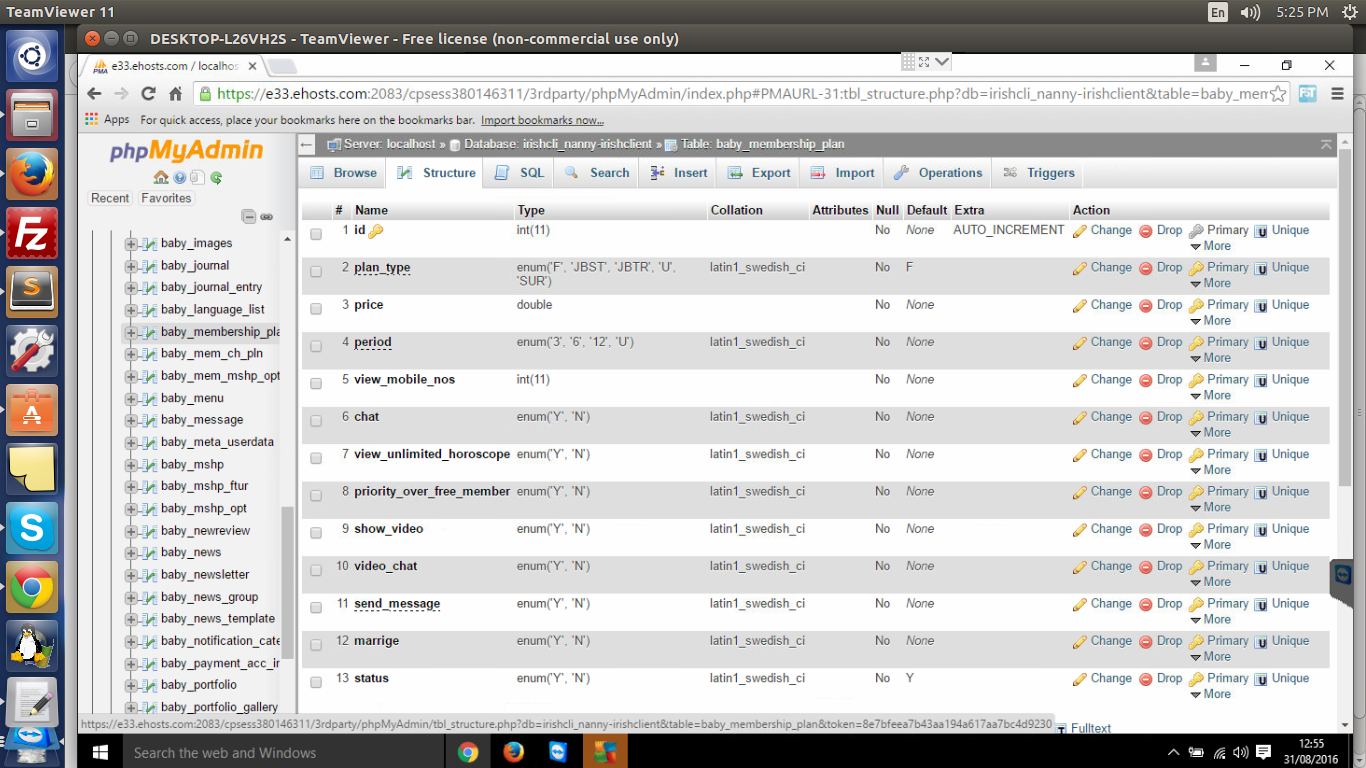 TeamViewer 11
En
5:25 PM
DESKTOP-L26VH2S - TeamViewer - Free license (non-commercial use only)
PMA
e33.ehosts.com / localhos
https://e33.ehosts.com:2083/cpsess380146311/3rdparty/phpMyAdmin/index.php#PMAURL-31:tbl_structure.php?db=irishcli_nanny-irishclient&table=baby_mem
Apps For quick access, place your bookmarks here on the bookmarks bar. Import bookmarks now...
phpMyAdmin
Recent Favorites
baby_images
baby_journal
baby_journal_entry
baby_language_list
baby_membership_pla
baby_mem_ch_pln
baby_mem_mshp_opt
baby_menu
baby_message
baby_meta_userdata
baby_mshp
baby_mshp_ftur
baby_mshp_opt
baby_newreview
baby_news
baby_newsletter
baby_news_group
baby_news_template
baby_notification_cate
baby_payment_acc_in
baby_portfolio
baby_portfolio_gallery
Server: localhost » Database: irishcli_nanny-irishclient » Table: baby_membership_plan
Browse Structure SQL Search Insert Export Import Operations Triggers
# Name Type Collation Attributes Null Default Extra Action
1 id int(11) No None AUTO_INCREMENT Change Drop Primary Unique
More
2 plan_type enum('F', 'JBST', 'JBTR', 'U', latin1_swedish_ci No F Change Drop Primary Unique
'SUR') More
3 price double No None Change Drop Primary Unique
More
4 period enum('3', '6', '12', 'U') latin1_swedish_ci No None Change Drop Primary Unique
More
5 view_mobile_nos int(11) No None Change Drop Primary Unique
More
6 chat enum('Y', 'N') latin1_swedish_ci No None Change Drop Primary Unique
More
7 view_unlimited_horoscope enum('Y', 'N') latin1_swedish_ci No None Change Drop Primary Unique
More
8 priority_over_free_member enum('Y', 'N') latin1_swedish_ci No None Change Drop Primary Unique
More
9 show_video enum('Y', 'N') latin1_swedish_ci No None Change Drop Primary Unique
More
10 video_chat enum('Y', 'N') latin1_swedish_ci No None Change Drop Primary Unique
More
11 send_message enum('Y', 'N') latin1_swedish_ci No None Change Drop Primary Unique
More
12 marrige enum('Y', 'N') latin1_swedish_ci No None Change Drop Primary Unique
More
13 status enum('Y', 'N') latin1_swedish_ci No Y Change Drop Primary Unique
More
Fulltext
https://e33.ehosts.com:2083/cpsess380146311/3rdparty/phpMyAdmin/tbl_structure.php?db=irishcli_nanny-irishclient&table=baby_membership_plan&token=8e7bfeea7b43aa194a617aa7bc4d9230
Search the web and Windows
12:55
31/08/2016